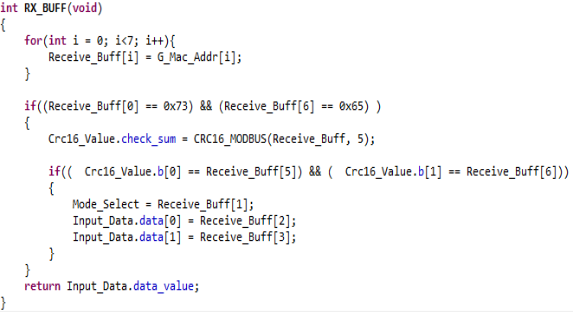 int RX_BUFF(void)
{
for(int i = 0; i<7; i++){
Receive_Buff[i] = G_Mac_Addr[i];
}
if((Receive_Buff[0] == 0x73) && (Receive_Buff[6] == 0x65) )
{
Crc16_Value.check_sum = CRC16_MODBUS(Receive_Buff, 5);
if((  Crc16_Value.b[0] == Receive_Buff[5]) && (  Crc16_Value.b[1] == Receive_Buff[6]))
{
Mode_Select = Receive_Buff[1];
Input_Data.data[0] = Receive_Buff[2];
Input_Data.data[1] = Receive_Buff[3];
}
}
return Input_Data.data_value;
}